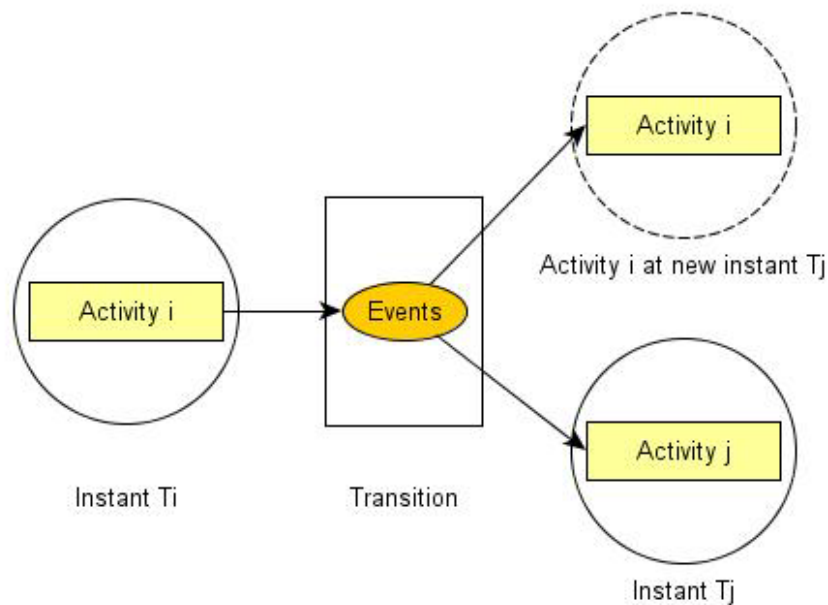 Activity i
Activity i at new instant Tj
Activity i
Events
Activity j
Instant Ti
Transition
Instant Tj